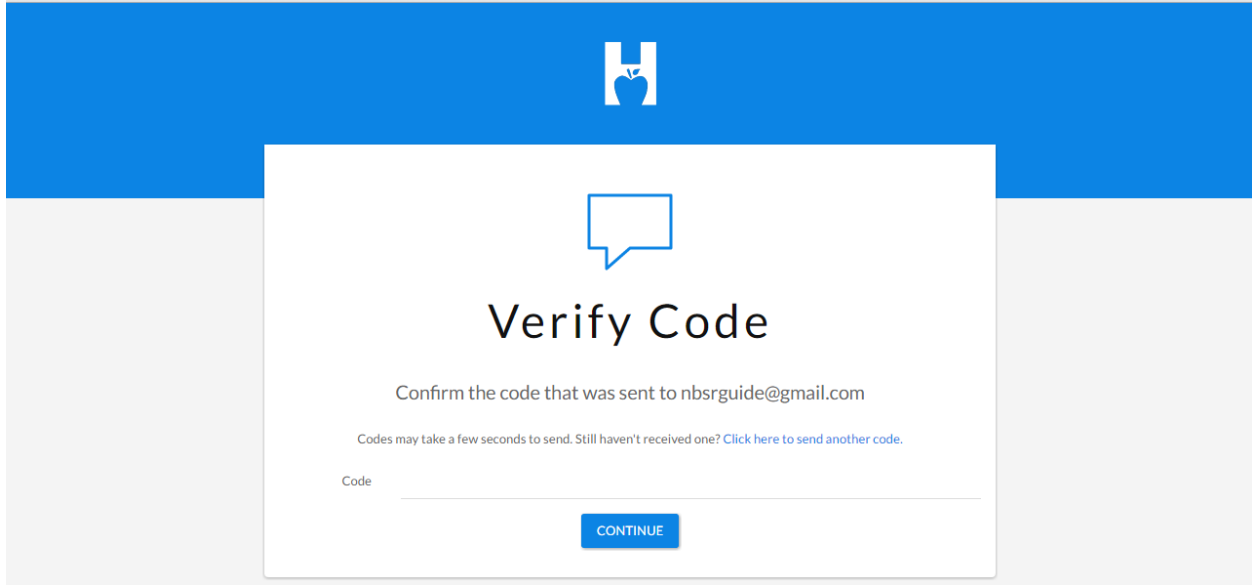 H
Verify Code
Confirm the code that was sent to nbsrguide@gmail.com
Codes may take a few seconds to send. Still haven't received one? Click here to send another code.
Code
CONTINUE